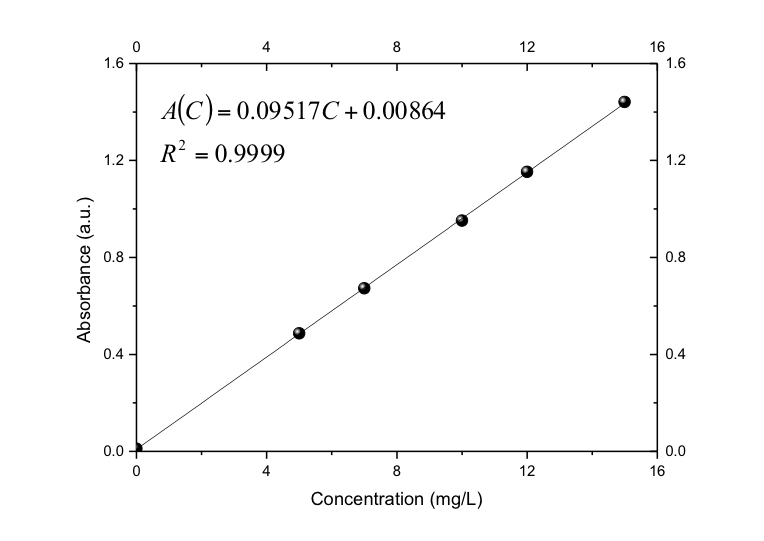 0 4 8 12 16
1.6 1.6
A(C) = 0.09517C + 0.00864
R² = 0.9999
1.2 1.2
Absorbance (a.u.)
0.8 0.8
0.4 0.4
0.0 0.0
0 4 8 12 16
Concentration (mg/L)